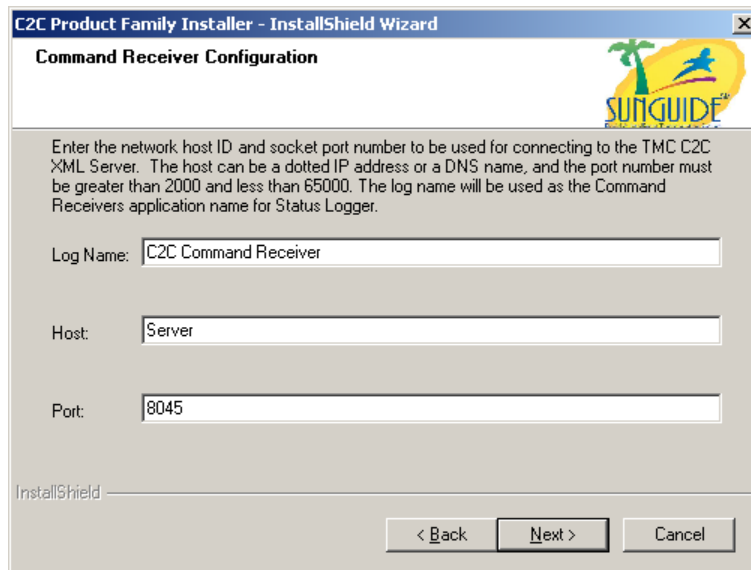 C2C Product Family Installer - InstallShield Wizard
Command Receiver Configuration
SUNGUIDE
Enter the network host ID and socket port number to be used for connecting to the TMC C2C
XML Server. The host can be a dotted IP address or a DNS name, and the port number must
be greater than 2000 and less than 65000. The log name will be used as the Command
Receivers application name for Status Logger.
Log Name: C2C Command Receiver
Host: Server
Port: 8045
InstallShield
< Back Next > Cancel